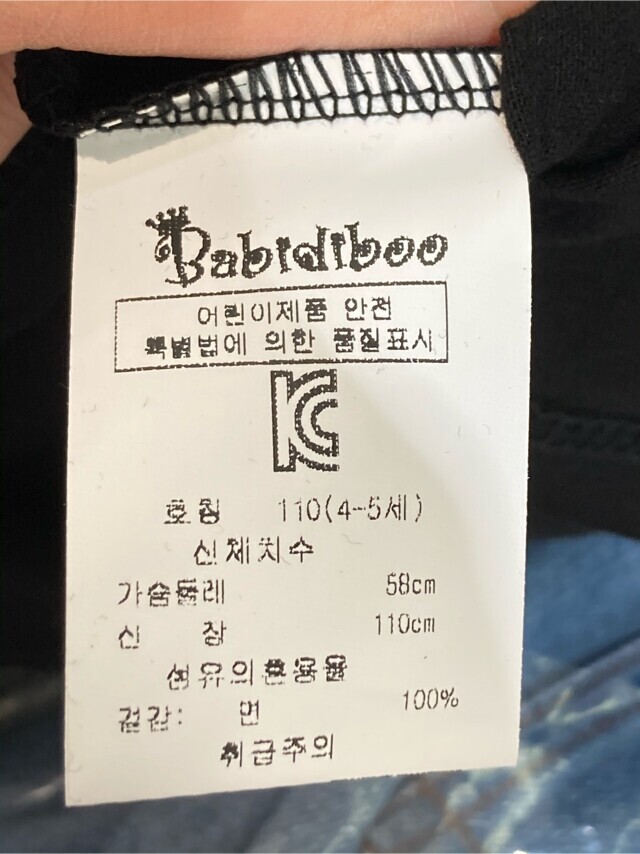 Babidiboo
어린이제품 안전
특별법에 의한 품질표시
KC
호칭 110(4-5세)
신체치수
가슴둘레 58cm
신 장 110cm
섬유의혼용율
겉감: 면 100%
취급주의